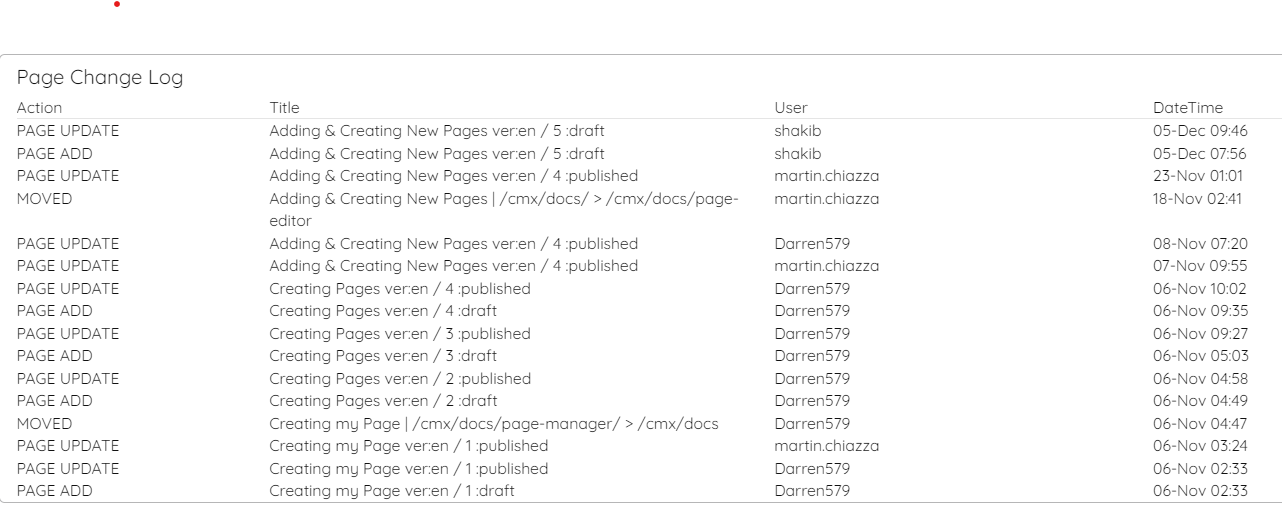 Page Change Log
Action Title User DateTime
PAGE UPDATE Adding & Creating New Pages ver:en / 5 :draft shakib 05-Dec 09:46
PAGE ADD Adding & Creating New Pages ver:en / 5 :draft shakib 05-Dec 07:56
PAGE UPDATE Adding & Creating New Pages ver:en / 4 :published martin.chiazza 23-Nov 01:01
MOVED Adding & Creating New Pages | /cmx/docs/ > /cmx/docs/page- martin.chiazza 18-Nov 02:41
editor
PAGE UPDATE Adding & Creating New Pages ver:en / 4 :published Darren579 08-Nov 07:20
PAGE UPDATE Adding & Creating New Pages ver:en / 4 :published martin.chiazza 07-Nov 09:55
PAGE UPDATE Creating Pages ver:en / 4 :published Darren579 06-Nov 10:02
PAGE ADD Creating Pages ver:en / 4 :draft Darren579 06-Nov 09:35
PAGE UPDATE Creating Pages ver:en / 3 :published Darren579 06-Nov 09:27
PAGE ADD Creating Pages ver:en / 3 :draft Darren579 06-Nov 05:03
PAGE UPDATE Creating Pages ver:en / 2 :published Darren579 06-Nov 04:58
PAGE ADD Creating Pages ver:en / 2 :draft Darren579 06-Nov 04:49
MOVED Creating my Page | /cmx/docs/page-manager/ > /cmx/docs Darren579 06-Nov 04:47
PAGE UPDATE Creating my Page ver:en / 1 :published martin.chiazza 06-Nov 03:24
PAGE UPDATE Creating my Page ver:en / 1 :published Darren579 06-Nov 02:33
PAGE ADD Creating my Page ver:en / 1 :draft Darren579 06-Nov 02:33